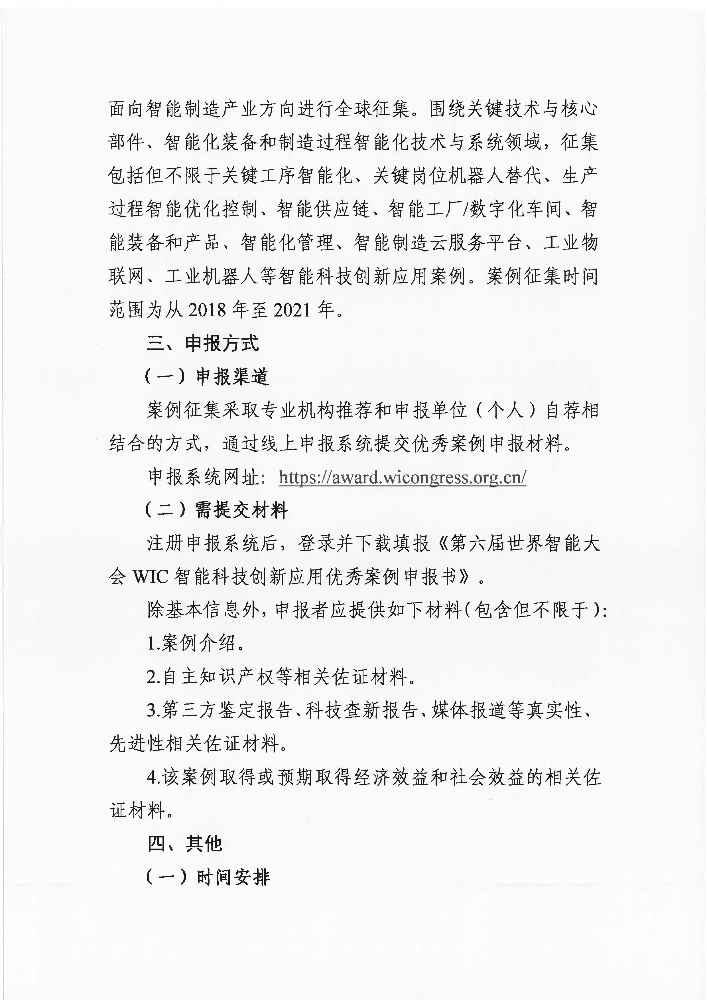 面向智能制造产业方向进行全球征集。围绕关键技术与核心
部件、智能化装备和制造过程智能化技术与系统领域，征集
包括但不限于关键工序智能化、关键岗位机器人替代、生产
过程智能优化控制、智能供应链、智能工厂/数字化车间、智
能装备和产品、智能化管理、智能制造云服务平台、工业物
联网、工业机器人等智能科技创新应用案例。案例征集时间
范围为从 2018 年至 2021 年。
三、申报方式
（一）申报渠道
案例征集采取专业机构推荐和申报单位（个人）自荐相
结合的方式，通过线上申报系统提交优秀案例申报材料。
申报系统网址：https://award.wicongress.org.cn/
（二）需提交材料
注册申报系统后，登录并下载填报《第六届世界智能大
会 WIC 智能科技创新应用优秀案例申报书》。
除基本信息外，申报者应提供如下材料（包含但不限于）：
1.案例介绍。
2.自主知识产权等相关佐证材料。
3.第三方鉴定报告、科技查新报告、媒体报道等真实性、
先进性相关佐证材料。
4.该案例取得或预期取得经济效益和社会效益的相关佐
证材料。
四、其他
（一）时间安排